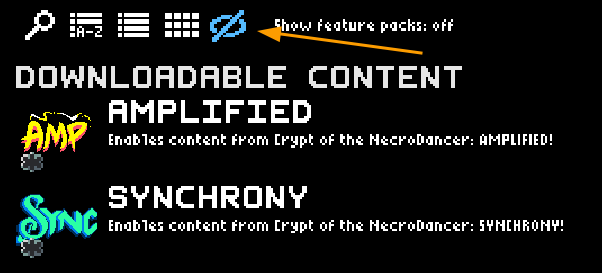 A-Z
Show feature packs: off
DOWNLOADABLE CONTENT
AMP
AMPLIFIED
Enables content from Crypt of the NecroDancer: AMPLIFIED!
SYNC
SYNCHRONY
Enables content from Crypt of the NecroDancer: SYNCHRONY!